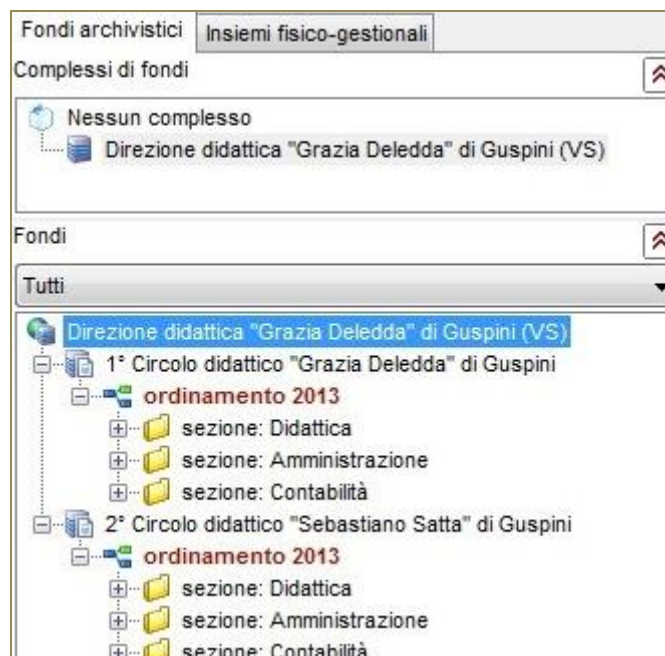 Fondi archivistici Insiemi fisico-gestionali
Complessi di fondi
Nessun complesso
Direzione didattica "Grazia Deledda" di Guspini (VS)
Fondi
Tutti
Direzione didattica "Grazia Deledda" di Guspini (VS)
1° Circolo didattico "Grazia Deledda" di Guspini
ordinamento 2013
sezione: Didattica
sezione: Amministrazione
sezione: Contabilità
2° Circolo didattico "Sebastiano Satta" di Guspini
ordinamento 2013
sezione: Didattica
sezione: Amministrazione
sezione: Contabilità